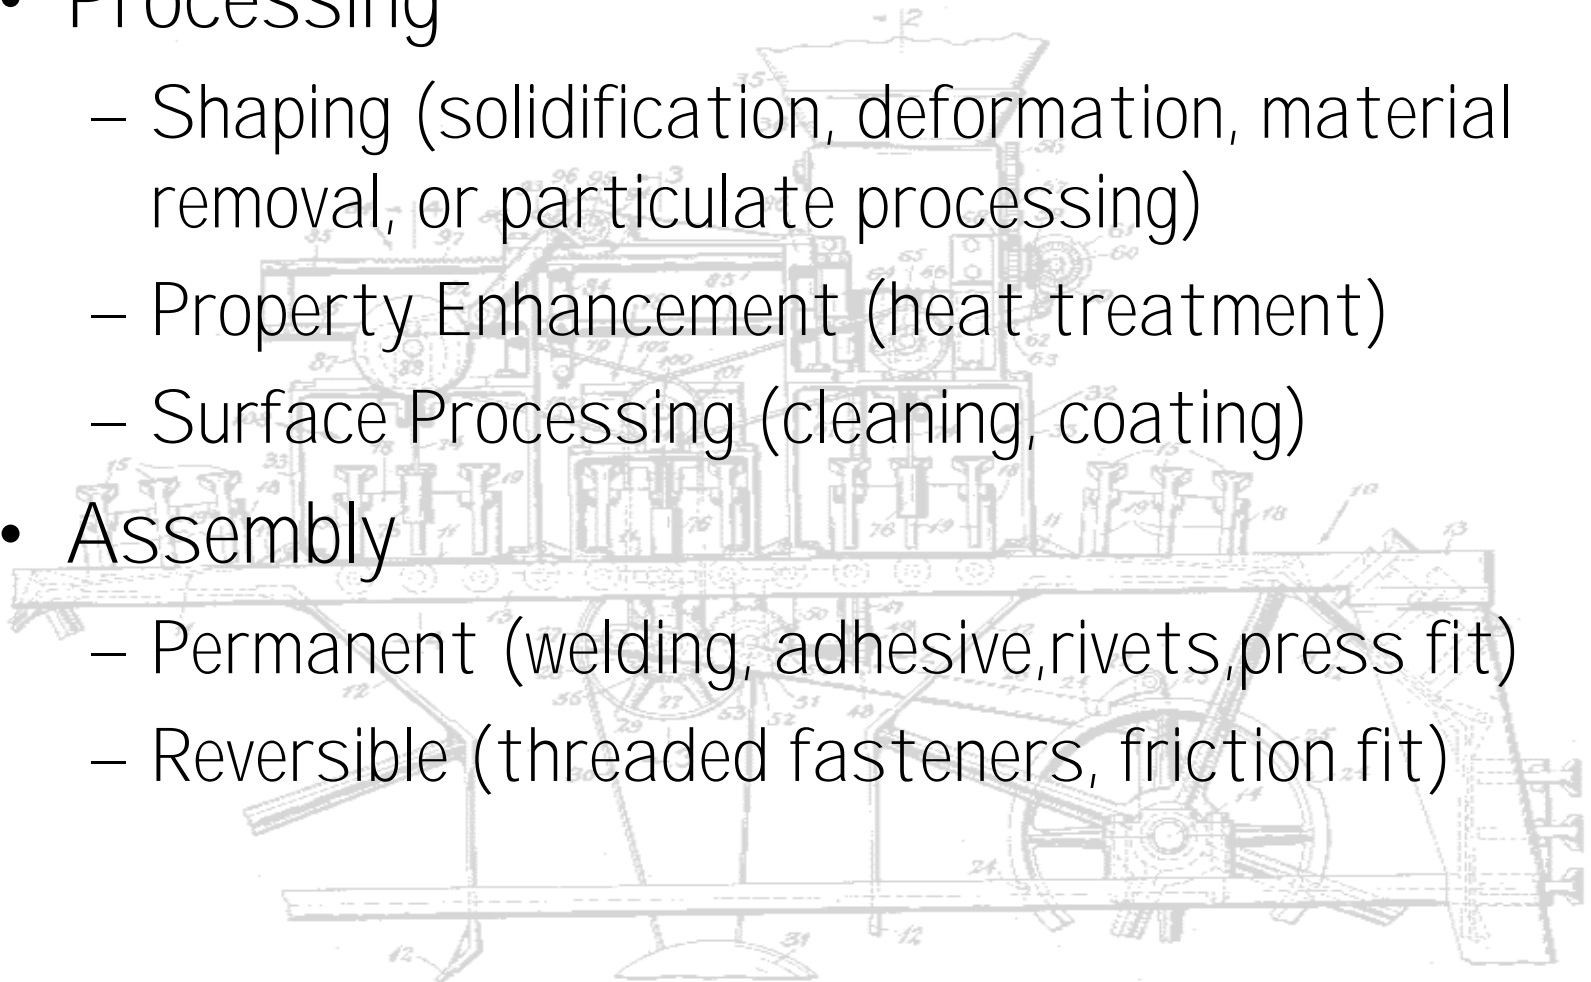 • Processing
– Shaping (solidification, deformation, material
removal, or particulate processing)
– Property Enhancement (heat treatment)
– Surface Processing (cleaning, coating)
• Assembly
– Permanent (welding, adhesive,rivets,press fit)
– Reversible (threaded fasteners, friction fit)